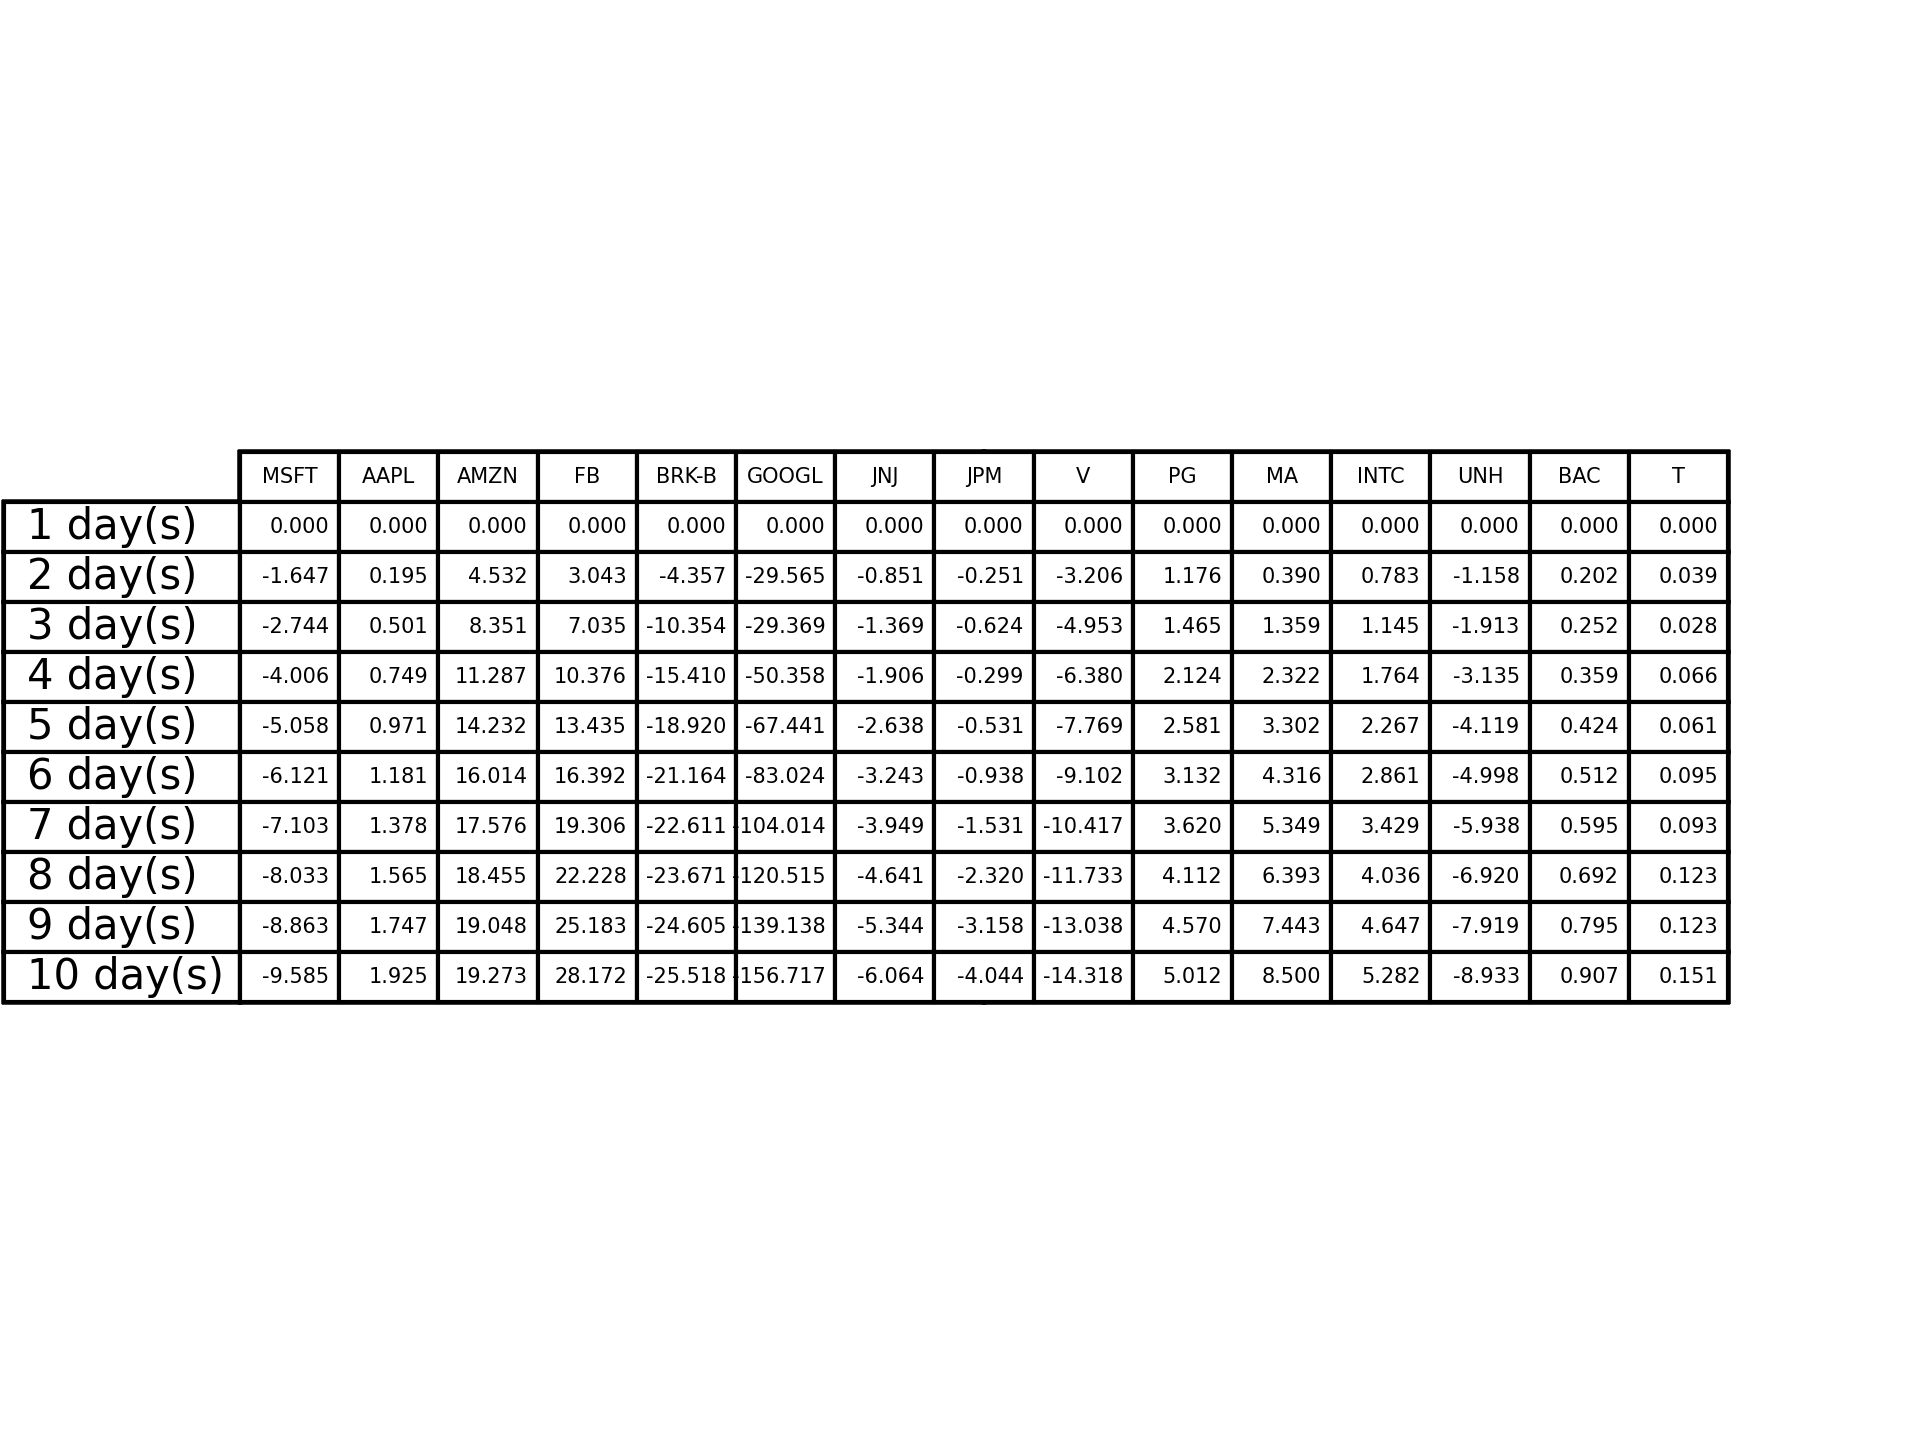 MSFT AAPL AMZN FB BRK-B GOOGL JNJ JPM V PG MA INTC UNH BAC T
1 day(s) 0.000 0.000 0.000 0.000 0.000 0.000 0.000 0.000 0.000 0.000 0.000 0.000 0.000 0.000 0.000
2 day(s) -1.647 0.195 4.532 3.043 -4.357 -29.565 -0.851 -0.251 -3.206 1.176 0.390 0.783 -1.158 0.202 0.039
3 day(s) -2.744 0.501 8.351 7.035 -10.354 -29.369 -1.369 -0.624 -4.953 1.465 1.359 1.145 -1.913 0.252 0.028
4 day(s) -4.006 0.749 11.287 10.376 -15.410 -50.358 -1.906 -0.299 -6.380 2.124 2.322 1.764 -3.135 0.359 0.066
5 day(s) -5.058 0.971 14.232 13.435 -18.920 -67.441 -2.638 -0.531 -7.769 2.581 3.302 2.267 -4.119 0.424 0.061
6 day(s) -6.121 1.181 16.014 16.392 -21.164 -83.024 -3.243 -0.938 -9.102 3.132 4.316 2.861 -4.998 0.512 0.095
7 day(s) -7.103 1.378 17.576 19.306 -22.611 -104.014 -3.949 -1.531 -10.417 3.620 5.349 3.429 -5.938 0.595 0.093
8 day(s) -8.033 1.565 18.455 22.228 -23.671 -120.515 -4.641 -2.320 -11.733 4.112 6.393 4.036 -6.920 0.692 0.123
9 day(s) -8.863 1.747 19.048 25.183 -24.605 -139.138 -5.344 -3.158 -13.038 4.570 7.443 4.647 -7.919 0.795 0.123
10 day(s) -9.585 1.925 19.273 28.172 -25.518 -156.717 -6.064 -4.044 -14.318 5.012 8.500 5.282 -8.933 0.907 0.151